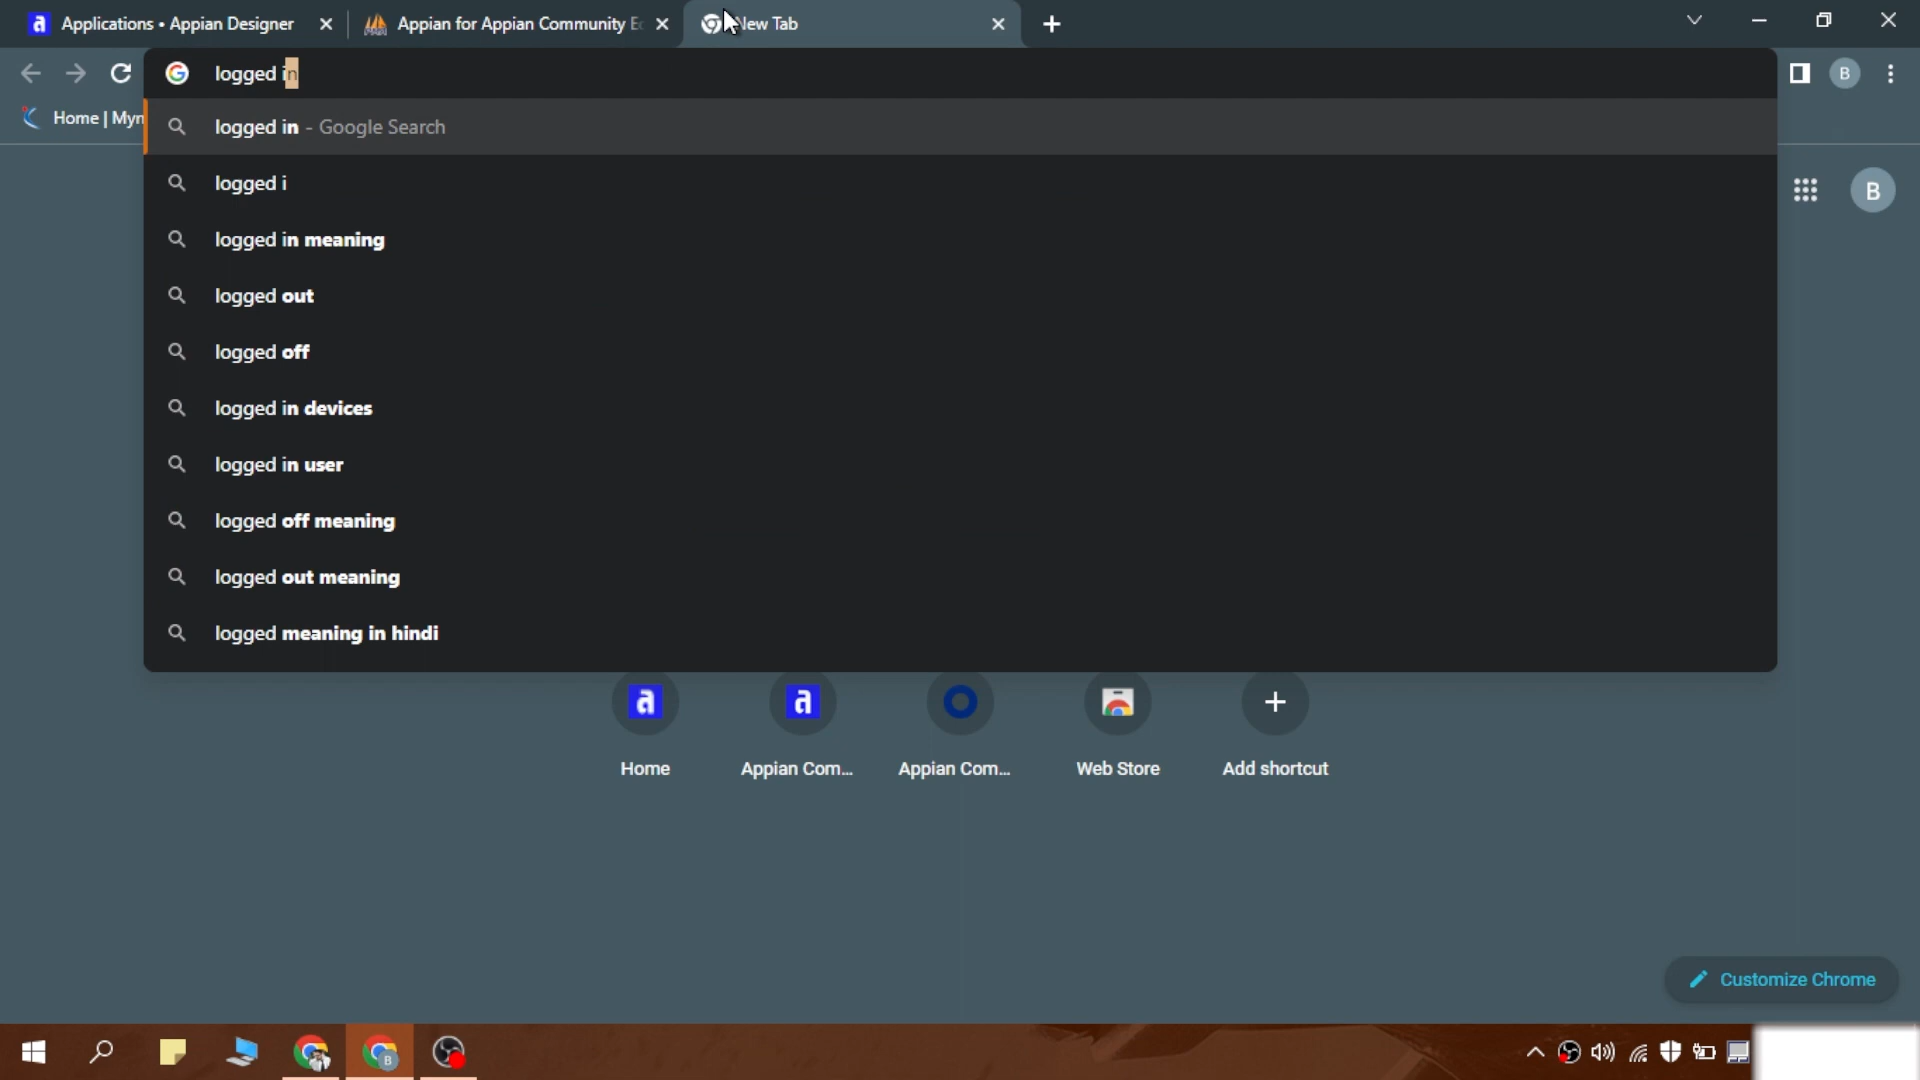 Applications • Appian Designer
Appian for Appian Community E
New Tab
logged in
Home | Myn
logged in - Google Search
logged i
logged in meaning
logged out
logged off
logged in devices
logged in user
logged off meaning
logged out meaning
logged meaning in hindi
B
B
Home
Appian Com...
Appian Com...
Web Store
Add shortcut
Customize Chrome
B